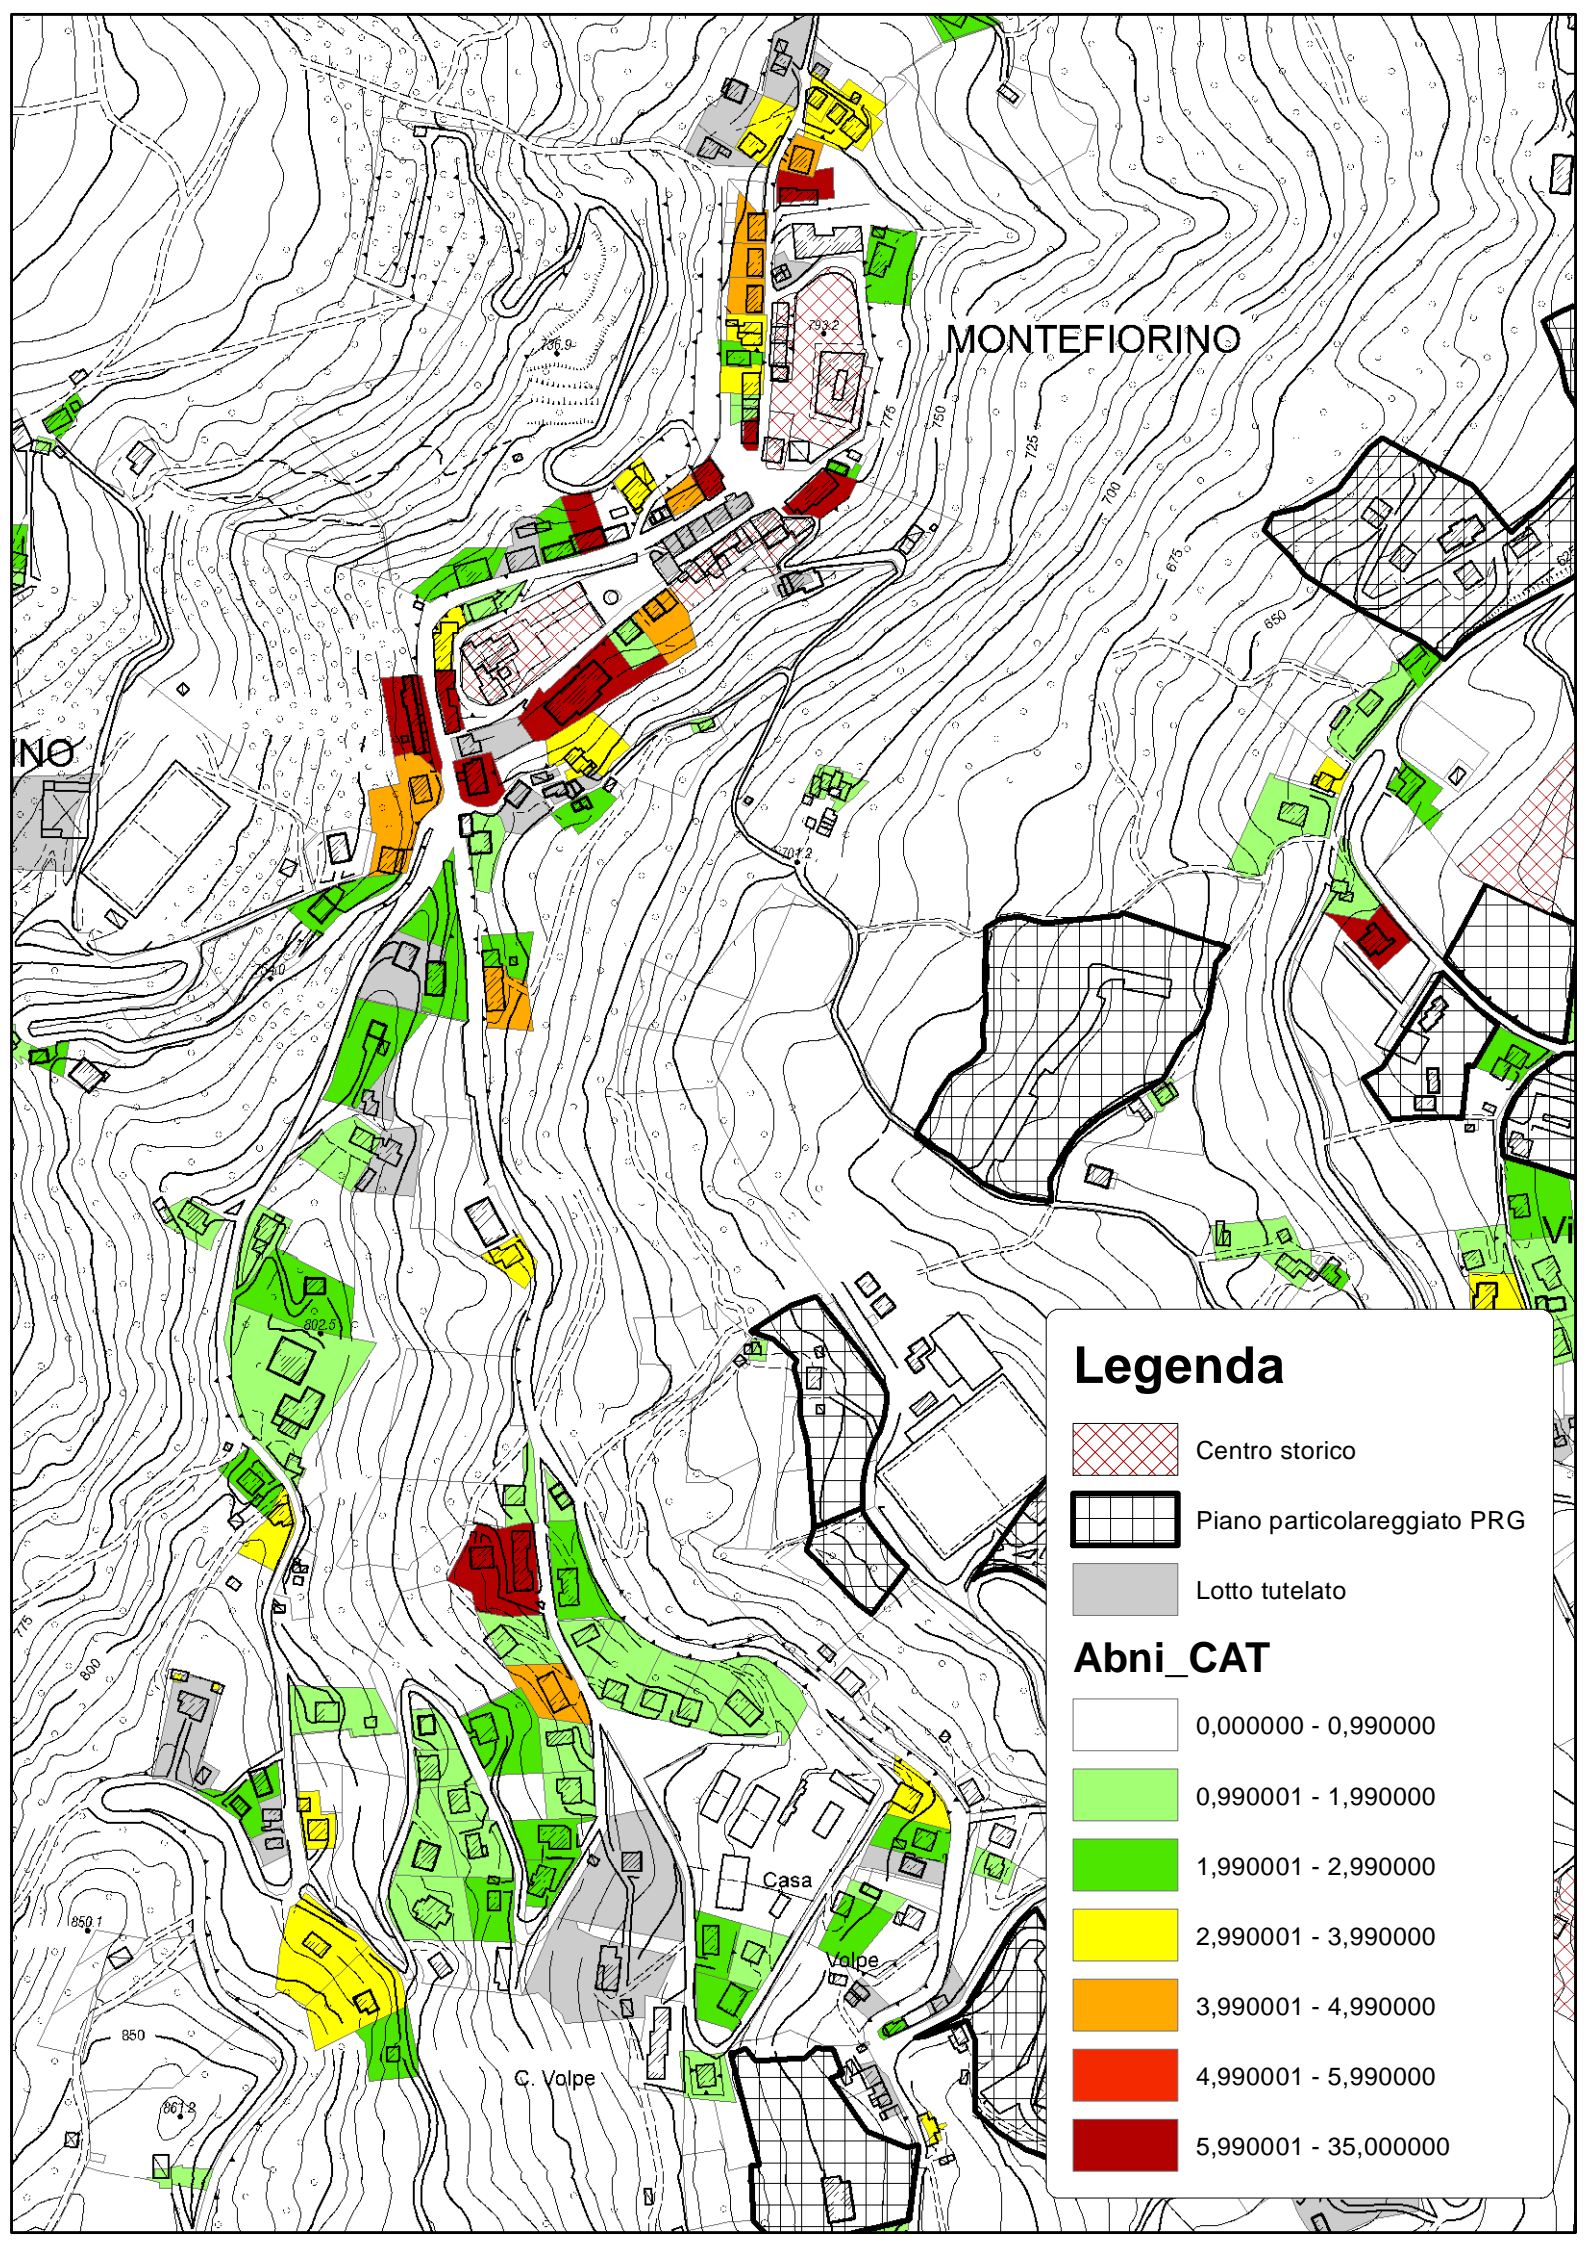 793.2
MONTEFIORINO
736.9
775
750
725
700
675
650
625
INO
701.2
764.0
Vi
802.5
Legenda
Centro storico
Piano particolareggiato PRG
Lotto tutelato
Abni_CAT
0,000000 - 0,990000
0,990001 - 1,990000
1,990001 - 2,990000
2,990001 - 3,990000
3,990001 - 4,990000
4,990001 - 5,990000
5,990001 - 35,000000
775
800
Casa
850.1
Volpe
850
C. Volpe
861.2